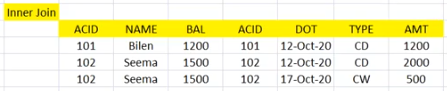 Inner Join
ACID NAME BAL ACID DOT TYPE AMT
101 Bilen 1200 101 12-Oct-20 CD 1200
102 Seema 1500 102 12-Oct-20 CD 2000
102 Seema 1500 102 17-Oct-20 CW 500